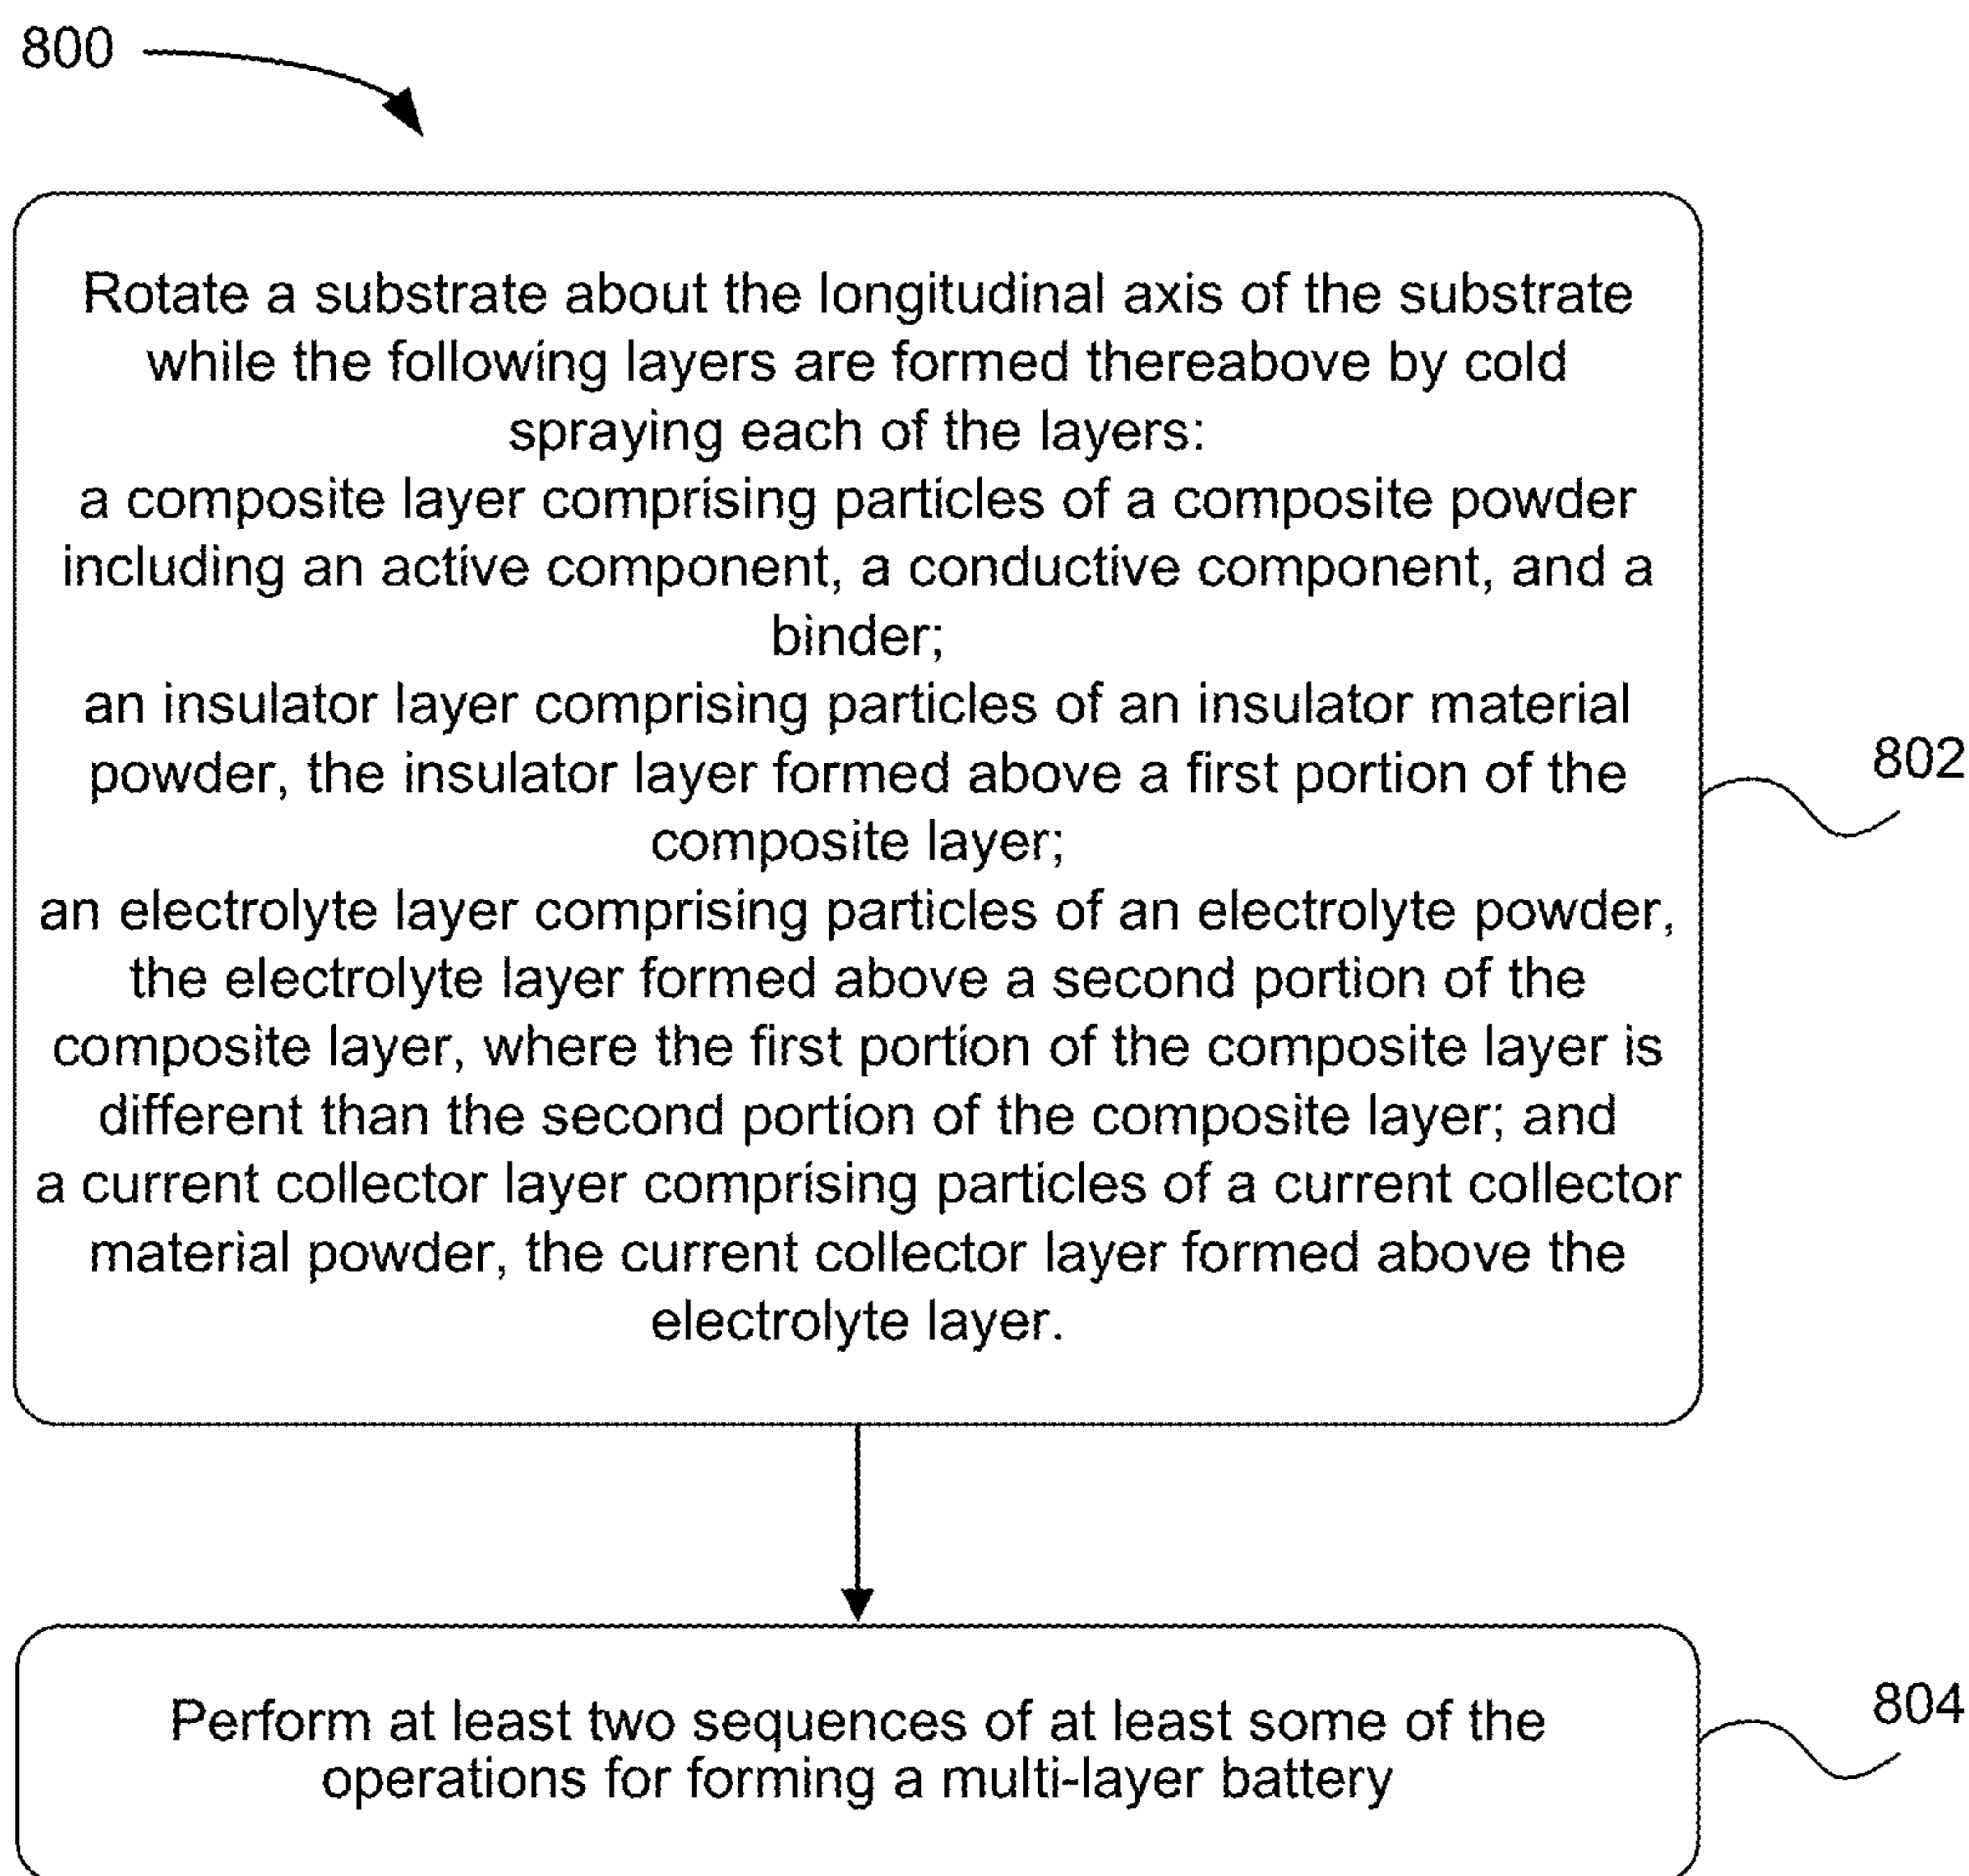 800
Rotate a substrate about the longitudinal axis of the substrate
while the following layers are formed thereabove by cold
spraying each of the layers:
a composite layer comprising particles of a composite powder
including an active component, a conductive component, and a
binder;
an insulator layer comprising particles of an insulator material
powder, the insulator layer formed above a first portion of the
composite layer;
an electrolyte layer comprising particles of an electrolyte powder,
the electrolyte layer formed above a second portion of the
composite layer, where the first portion of the composite layer is
different than the second portion of the composite layer; and
a current collector layer comprising particles of a current collector
material powder, the current collector layer formed above the
electrolyte layer.
802
Perform at least two sequences of at least some of the
operations for forming a multi-layer battery
804